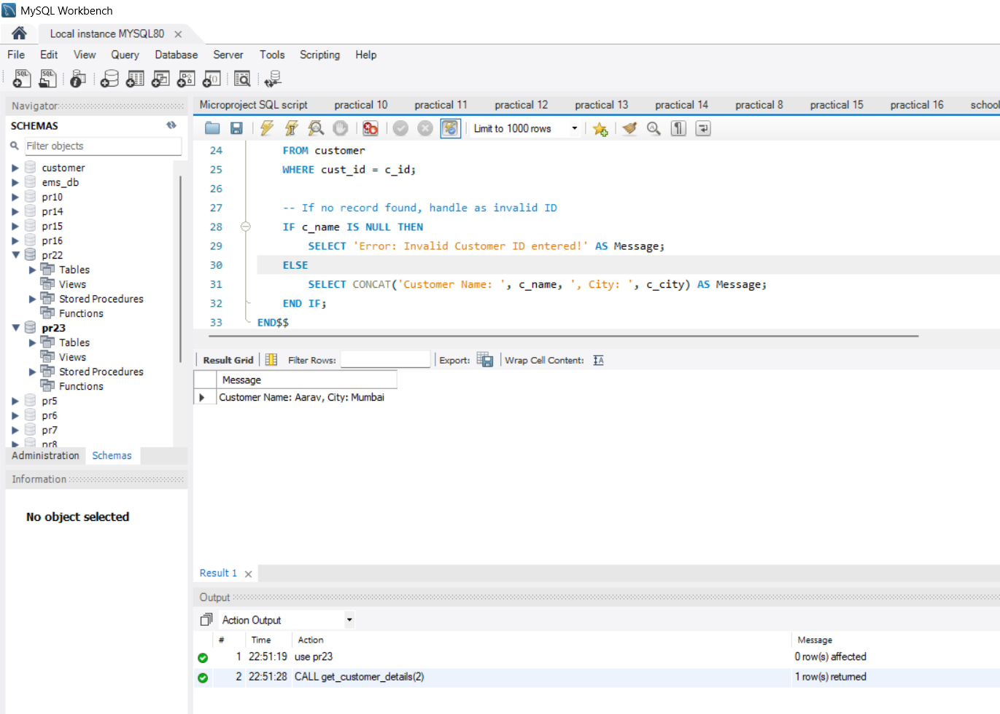 MySQL Workbench
Local instance MYSQL80
File Edit View Query Database Server Tools Scripting Help
Navigator
SCHEMAS
Filter objects
customer
ems_db
pr10
pr14
pr15
pr16
pr22
Tables
Views
Stored Procedures
Functions
pr23
Tables
Views
Stored Procedures
Functions
pr5
pr6
pr7
pr8
Administration Schemas
Information
No object selected
Microproject SQL script practical 10 practical 11 practical 12 practical 13 practical 14 practical 8 practical 15 practical 16 school
Limit to 1000 rows
24 FROM customer
25 WHERE cust_id = c_id;
26
27 -- If no record found, handle as invalid ID
28 IF c_name IS NULL THEN
29 SELECT 'Error: Invalid Customer ID entered!' AS Message;
30 ELSE
31 SELECT CONCAT('Customer Name: ', c_name, ', City: ', c_city) AS Message;
32 END IF;
33 END$$
Result Grid Filter Rows: Export: Wrap Cell Content:
Message
Customer Name: Aarav, City: Mumbai
Result 1
Output
Action Output
# Time Action Message
1 22:51:19 use pr23 0 row(s) affected
2 22:51:28 CALL get_customer_details(2) 1 row(s) returned